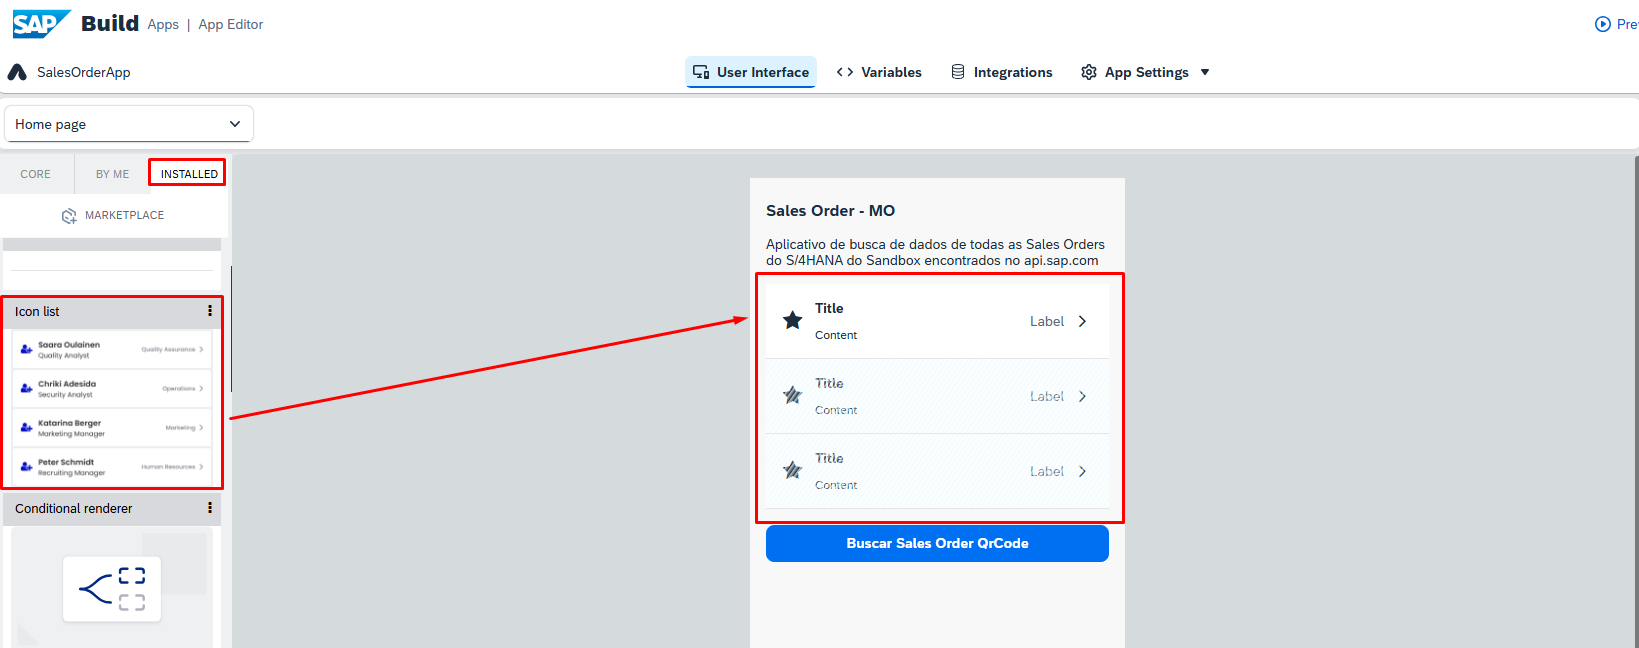 SAP Build Apps | App Editor
Pre
SalesOrderApp
User Interface
Variables
Integrations
App Settings
Home page
CORE
BY ME
INSTALLED
MARKETPLACE
Icon list
Saara Oulainen
Quality Analyst
Quality Assurance
Chriki Adesida
Security Analyst
Operations
Katarina Berger
Marketing Manager
Marketing
Peter Schmidt
Recruiting Manager
Human Resources
Conditional renderer
Sales Order - MO
Aplicativo de busca de dados de todas as Sales Orders
do S/4HANA do Sandbox encontrados no api.sap.com
Title
Content
Label
Title
Content
Label
Title
Content
Label
Buscar Sales Order QrCode